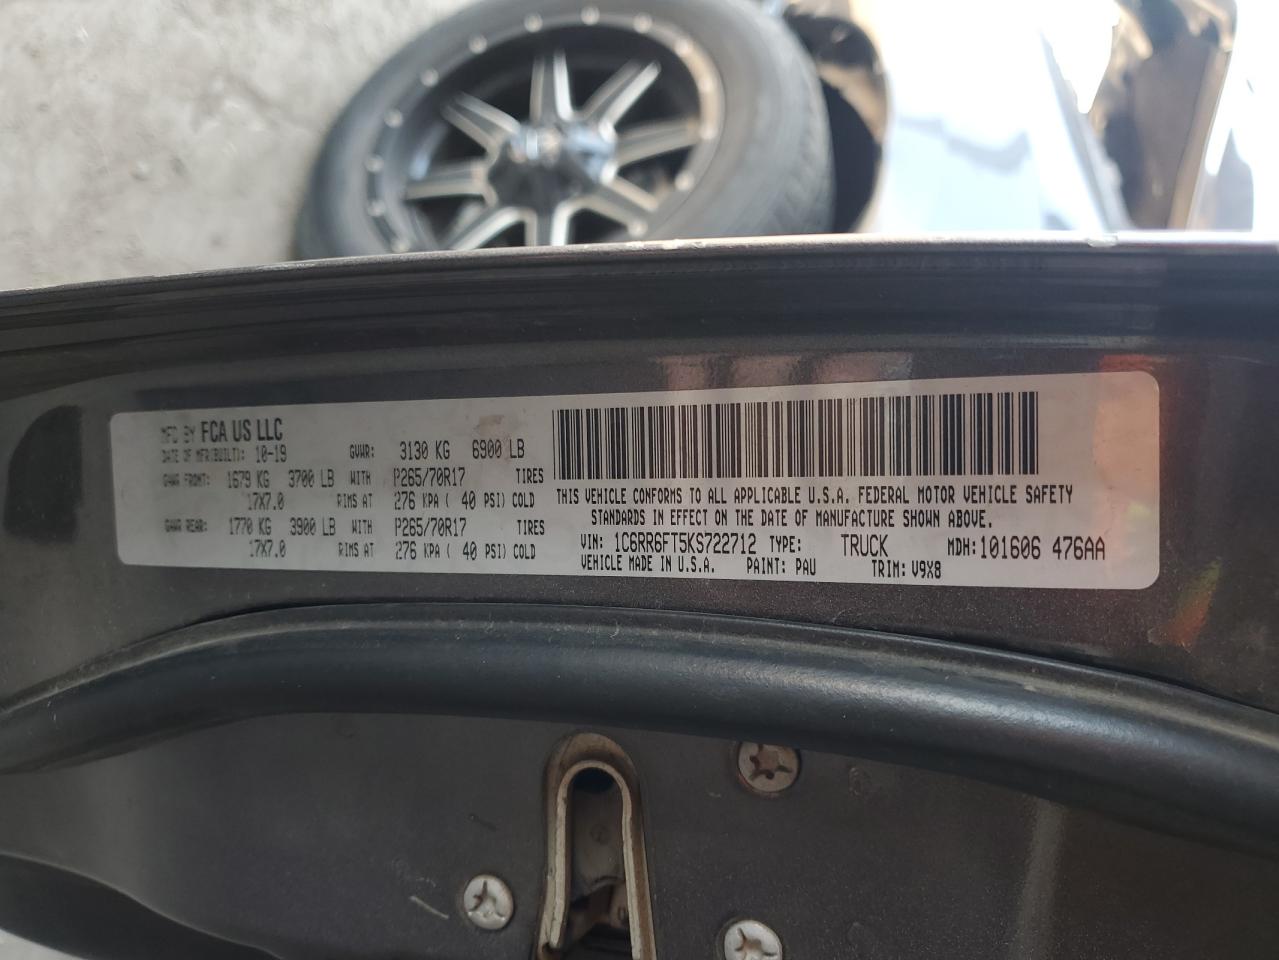 MFD BY FCA US LLC
DATE OF MFR(BUILT): 10-19 GVWR: 3130 KG 6900 LB
GAWR FRONT: 1679 KG 3700 LB WITH P265/70R17 TIRES
17X7.0 RIMS AT 276 KPA ( 40 PSI) COLD
GAWR REAR: 1770 KG 3900 LB WITH P265/70R17 TIRES
17X7.0 RIMS AT 276 KPA ( 40 PSI) COLD
THIS VEHICLE CONFORMS TO ALL APPLICABLE U.S.A. FEDERAL MOTOR VEHICLE SAFETY
STANDARDS IN EFFECT ON THE DATE OF MANUFACTURE SHOWN ABOVE.
VIN: 1C6RR6FT5KS722712 TYPE: TRUCK MDH: 101606 476AA
VEHICLE MADE IN U.S.A. PAINT: PAU TRIM: V9X8